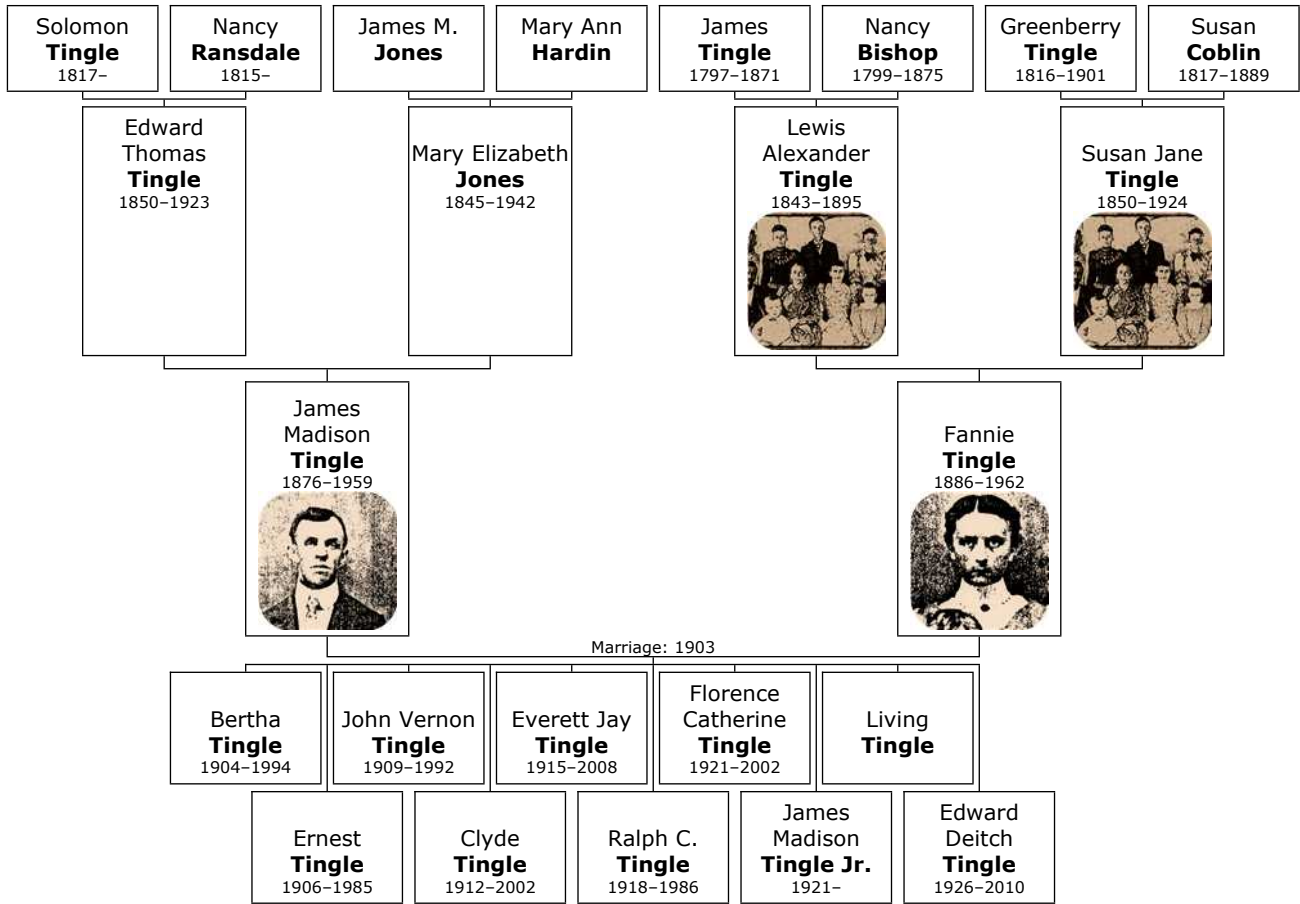 Solomon
Tingle
1817–
Nancy
Ransdale
1815–
James M.
Jones
Mary Ann
Hardin
James
Tingle
1797–1871
Nancy
Bishop
1799–1875
Greenberry
Tingle
1816–1901
Susan
Coblin
1817–1889
Edward
Thomas
Tingle
1850–1923
Mary Elizabeth
Jones
1845–1942
Lewis
Alexander
Tingle
1843–1895
Susan Jane
Tingle
1850–1924
James
Madison
Tingle
1876–1959
Fannie
Tingle
1886–1962
Marriage: 1903
Bertha
Tingle
1904–1994
John Vernon
Tingle
1909–1992
Everett Jay
Tingle
1915–2008
Florence
Catherine
Tingle
1921–2002
Living
Tingle
Ernest
Tingle
1906–1985
Clyde
Tingle
1912–2002
Ralph C.
Tingle
1918–1986
James
Madison
Tingle Jr.
1921–
Edward
Deitch
Tingle
1926–2010